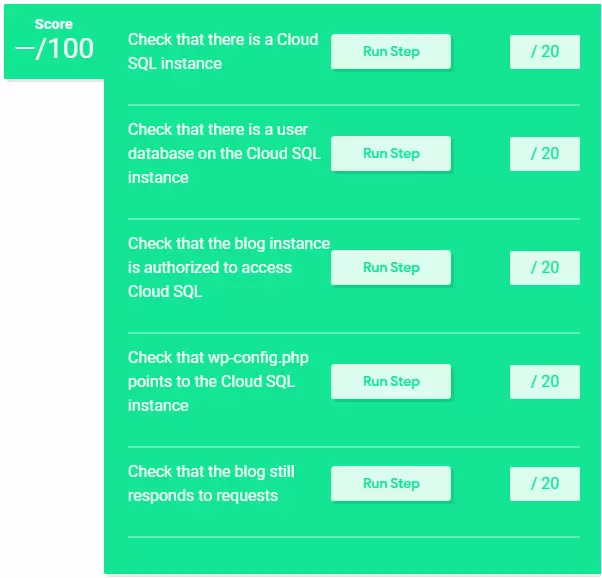 Score
—/100
Check that there is a Cloud
SQL instance
Run Step
/ 20
Check that there is a user
database on the Cloud SQL
instance
Run Step
/ 20
Check that the blog instance
is authorized to access
Cloud SQL
Run Step
/ 20
Check that wp-config.php
points to the Cloud SQL
instance
Run Step
/ 20
Check that the blog still
responds to requests
Run Step
/ 20